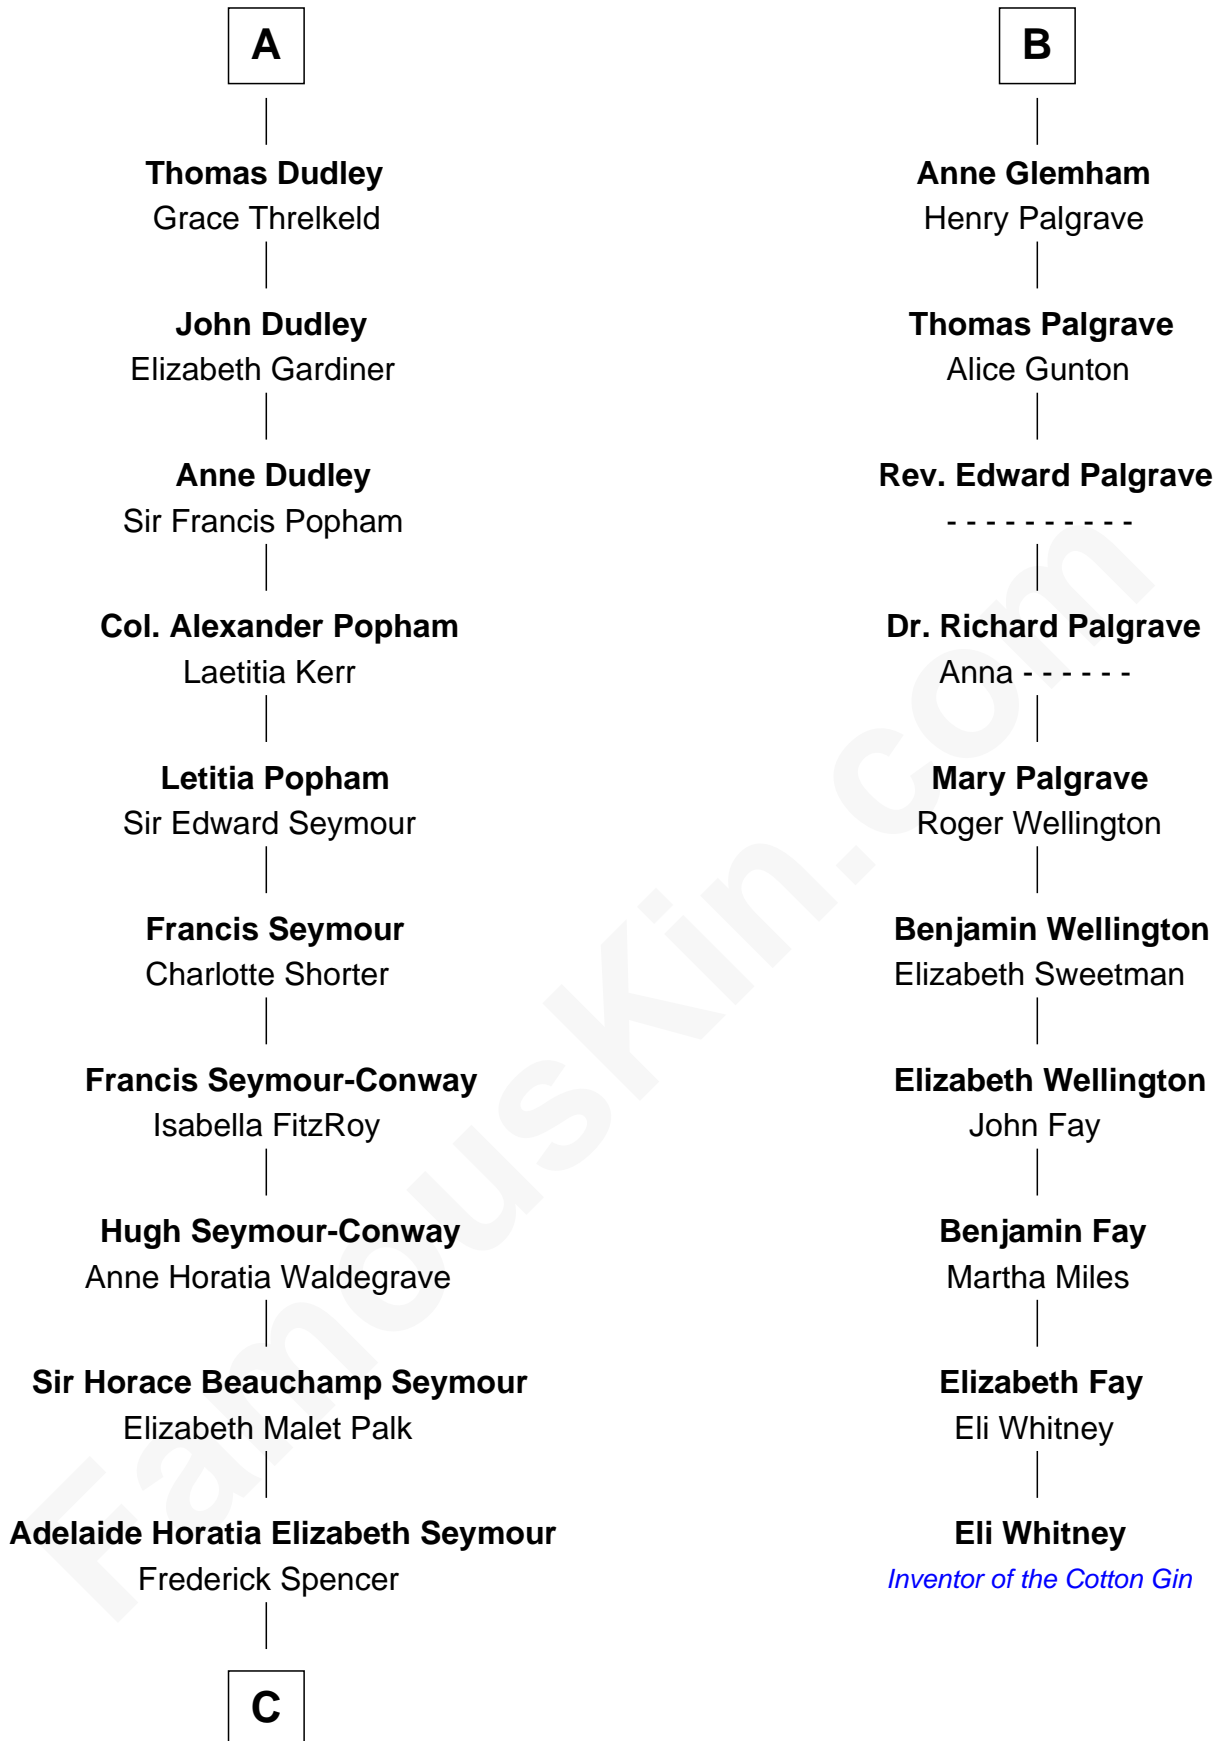 A
Thomas Dudley
Grace Threlkeld
John Dudley
Elizabeth Gardiner
Anne Dudley
Sir Francis Popham
Col. Alexander Popham
Laetitia Kerr
Letitia Popham
Sir Edward Seymour
Francis Seymour
Charlotte Shorter
Francis Seymour-Conway
Isabella FitzRoy
Hugh Seymour-Conway
Anne Horatia Waldegrave
Sir Horace Beauchamp Seymour
Elizabeth Malet Palk
Adelaide Horatia Elizabeth Seymour
Frederick Spencer
C
B
Anne Glemham
Henry Palgrave
Thomas Palgrave
Alice Gunton
Rev. Edward Palgrave
- - - - - - - - - -
Dr. Richard Palgrave
Anna - - - - - -
Mary Palgrave
Roger Wellington
Benjamin Wellington
Elizabeth Sweetman
Elizabeth Wellington
John Fay
Benjamin Fay
Martha Miles
Elizabeth Fay
Eli Whitney
Eli Whitney
Inventor of the Cotton Gin
FamousKin.com